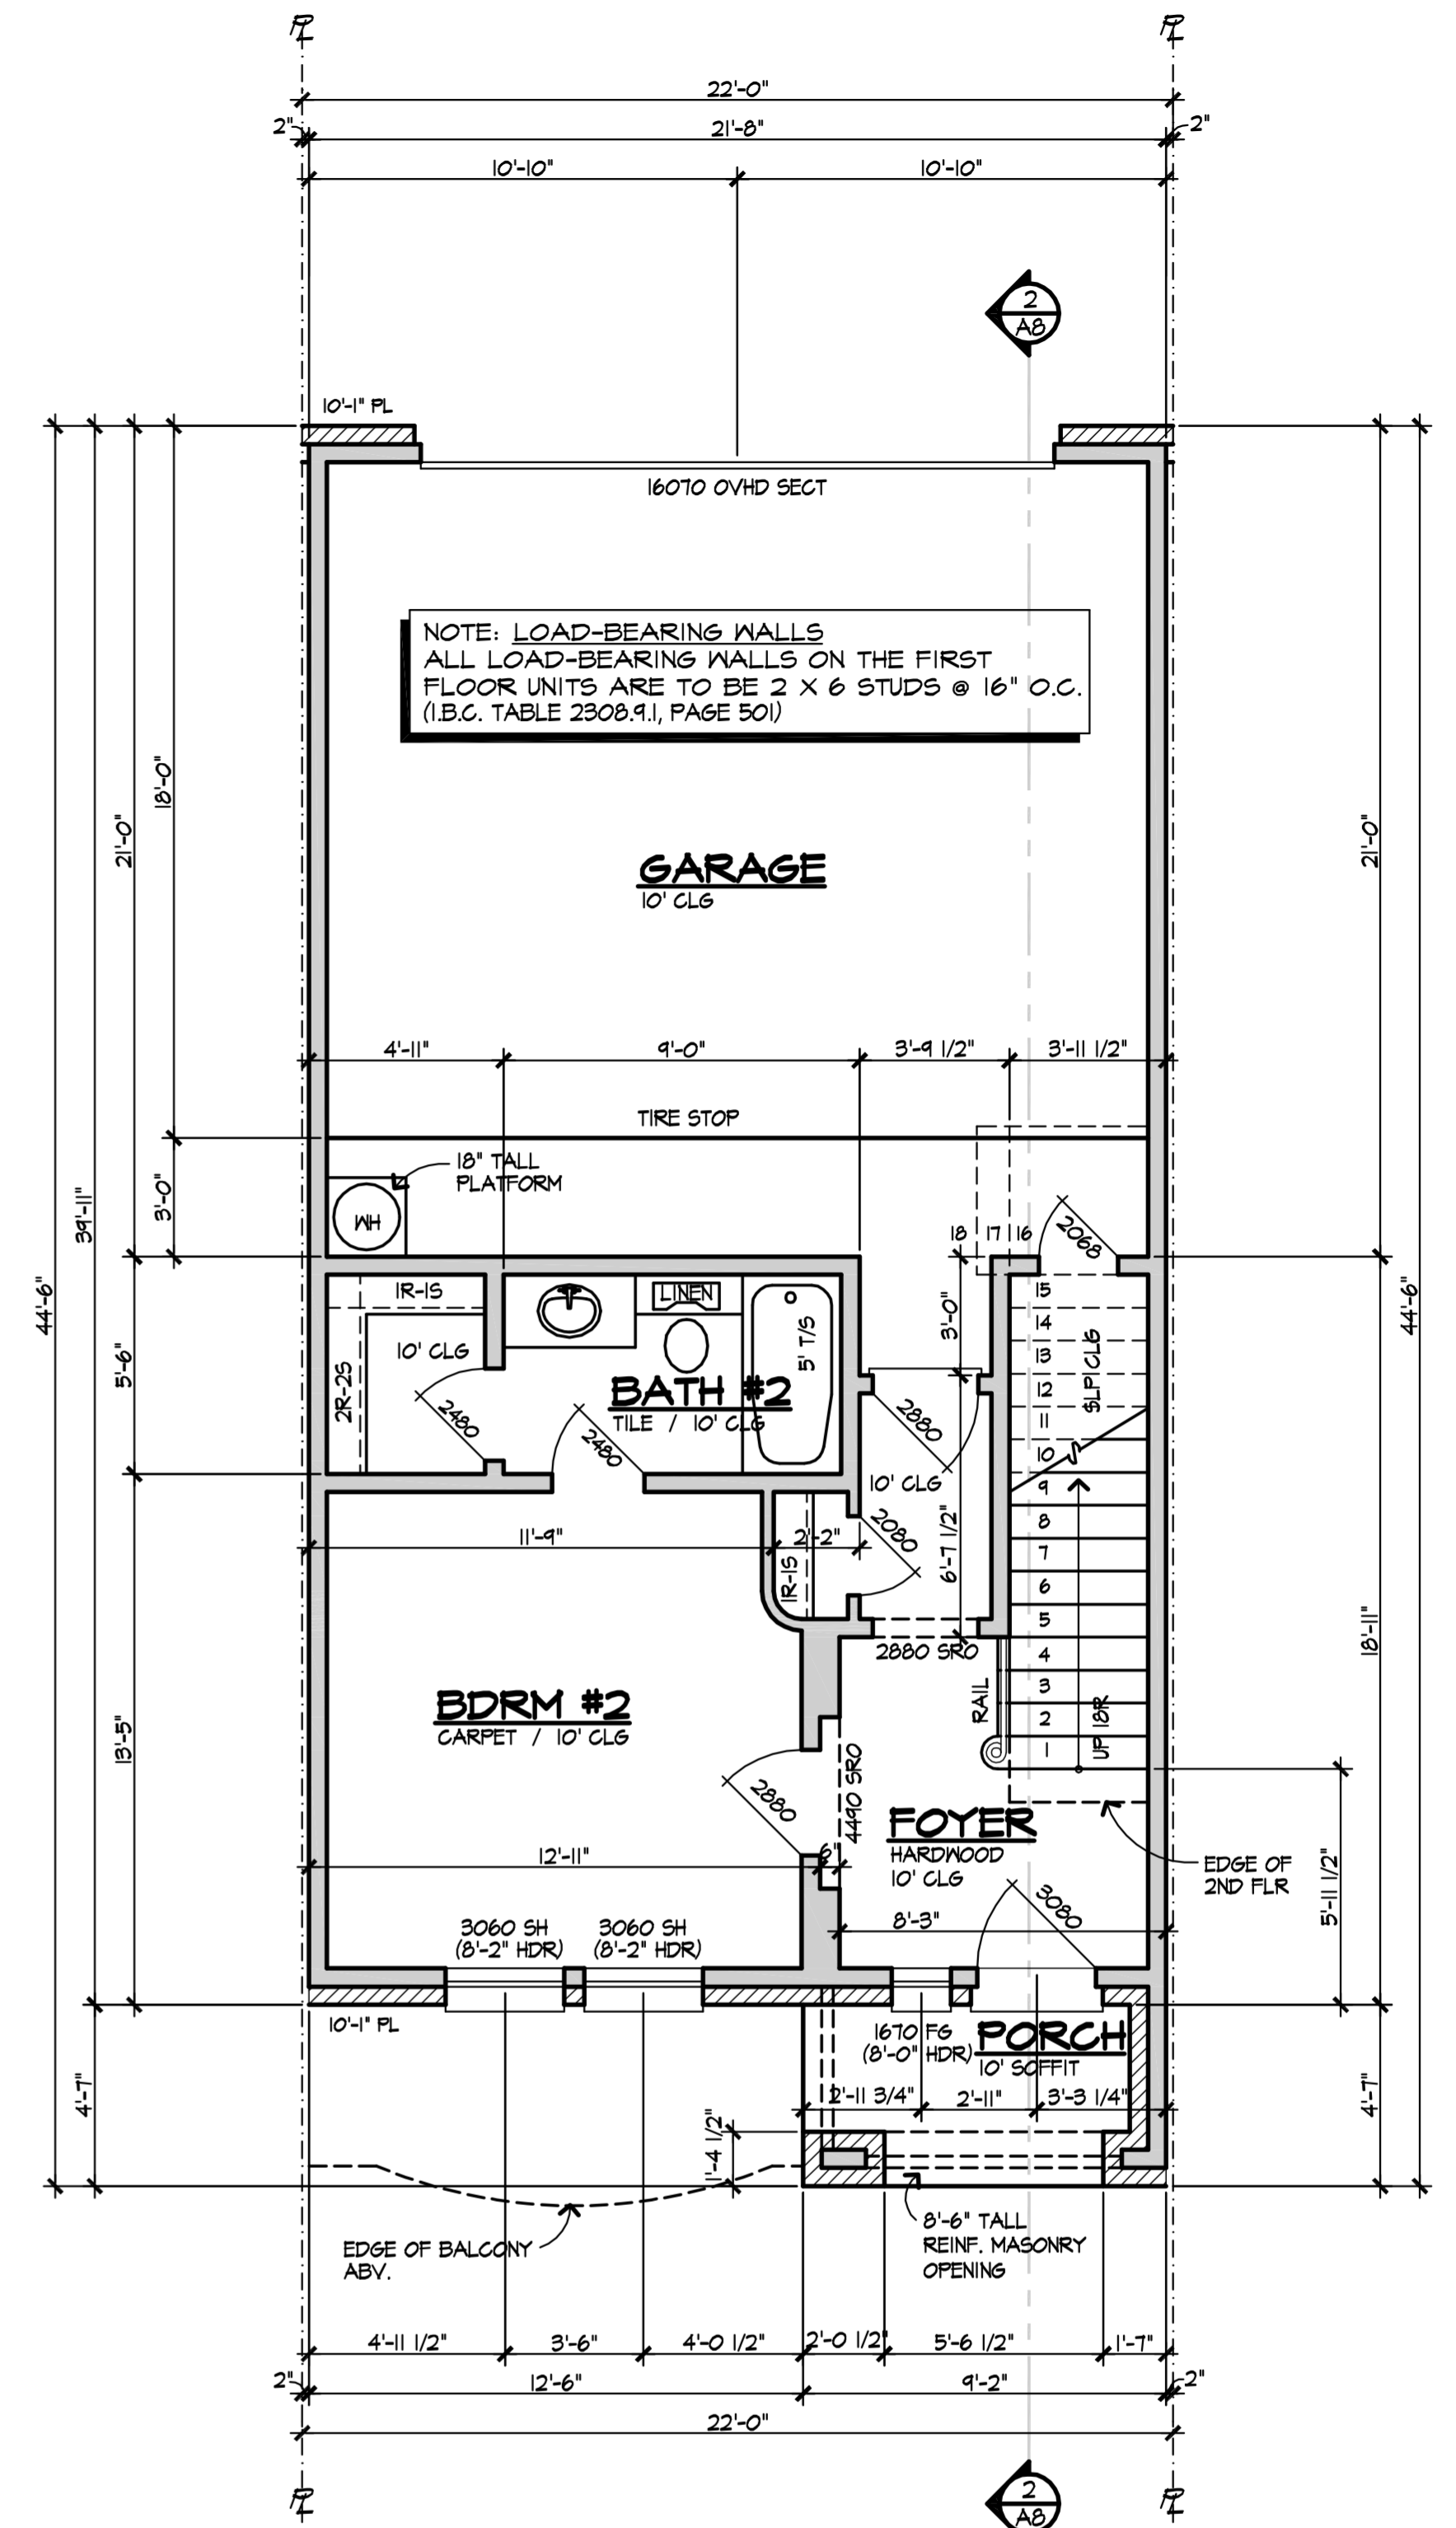 PL
PL
22'-0"
2"
21'-8"
2"
10'-10"
10'-10"
2
A8
10'-1" PL
16070 OVHD SECT
NOTE: LOAD-BEARING WALLS
ALL LOAD-BEARING WALLS ON THE FIRST
FLOOR UNITS ARE TO BE 2 X 6 STUDS @ 16" O.C.
(I.B.C. TABLE 2308.9.1, PAGE 501)
18'-0"
21'-0"
21'-0"
GARAGE
10' CLG
4'-11"
9'-0"
3'-9 1/2"
3'-11 1/2"
TIRE STOP
18" TALL
PLATFORM
WH
3'-0"
39'-11"
44'-6"
44'-6"
18
17
16
2068
1R-1S
LINEN
10' CLG
2R-2S
5' T/S
3'-0"
15
14
13
12
11
10
9
8
7
6
5
4
3
2
1
SLP CLG
5'-6"
BATH #2
TILE / 10' CLG
2480
2480
2880
10' CLG
11'-9"
2'-2"
2080
6'-7 1/2"
1R-1S
18'-11"
2880 SRO
RAIL
UP 18R
BDRM #2
CARPET / 10' CLG
13'-5"
2880
4490 SRO
FOYER
HARDWOOD
10' CLG
EDGE OF
2ND FLR
5'-11 1/2"
12'-11"
6"
8'-3"
3080
3060 SH
(8'-2" HDR)
3060 SH
(8'-2" HDR)
10'-1" PL
1670 FG
(8'-0" HDR)
PORCH
10' SOFFIT
4'-7"
4'-7"
2'-11 3/4"
2'-11"
3'-3 1/4"
1'-4 1/2"
8'-6" TALL
REINF. MASONRY
OPENING
EDGE OF BALCONY
ABV.
4'-11 1/2"
3'-6"
4'-0 1/2"
2'-0 1/2"
5'-6 1/2"
1'-7"
2"
12'-6"
9'-2"
2"
22'-0"
PL
PL
2
A8